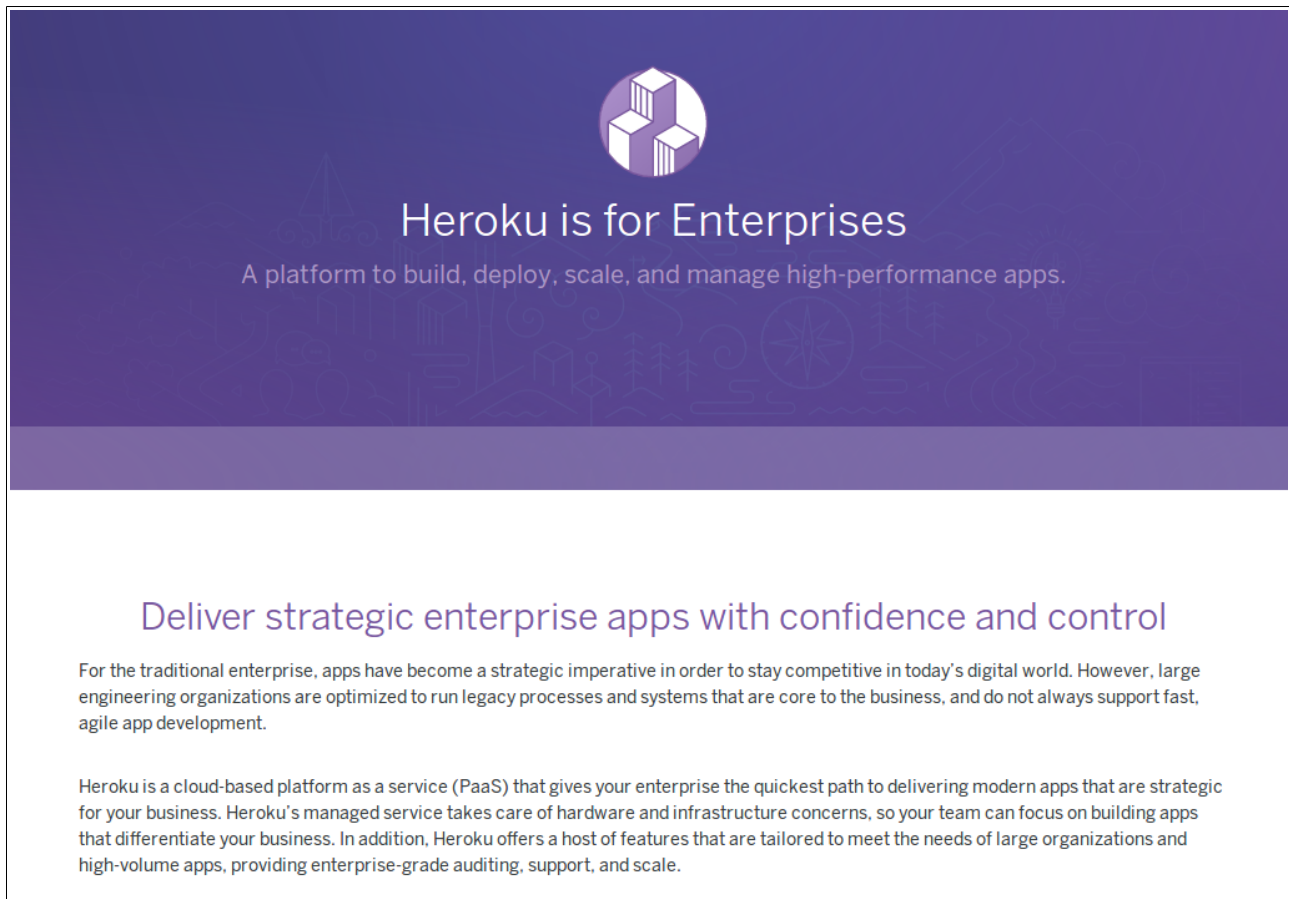 Heroku is for Enterprises
A platform to build, deploy, scale, and manage high-performance apps.
Deliver strategic enterprise apps with confidence and control
For the traditional enterprise, apps have become a strategic imperative in order to stay competitive in today’s digital world. However, large
engineering organizations are optimized to run legacy processes and systems that are core to the business, and do not always support fast,
agile app development.
Heroku is a cloud-based platform as a service (PaaS) that gives your enterprise the quickest path to delivering modern apps that are strategic
for your business. Heroku’s managed service takes care of hardware and infrastructure concerns, so your team can focus on building apps
that differentiate your business. In addition, Heroku offers a host of features that are tailored to meet the needs of large organizations and
high-volume apps, providing enterprise-grade auditing, support, and scale.